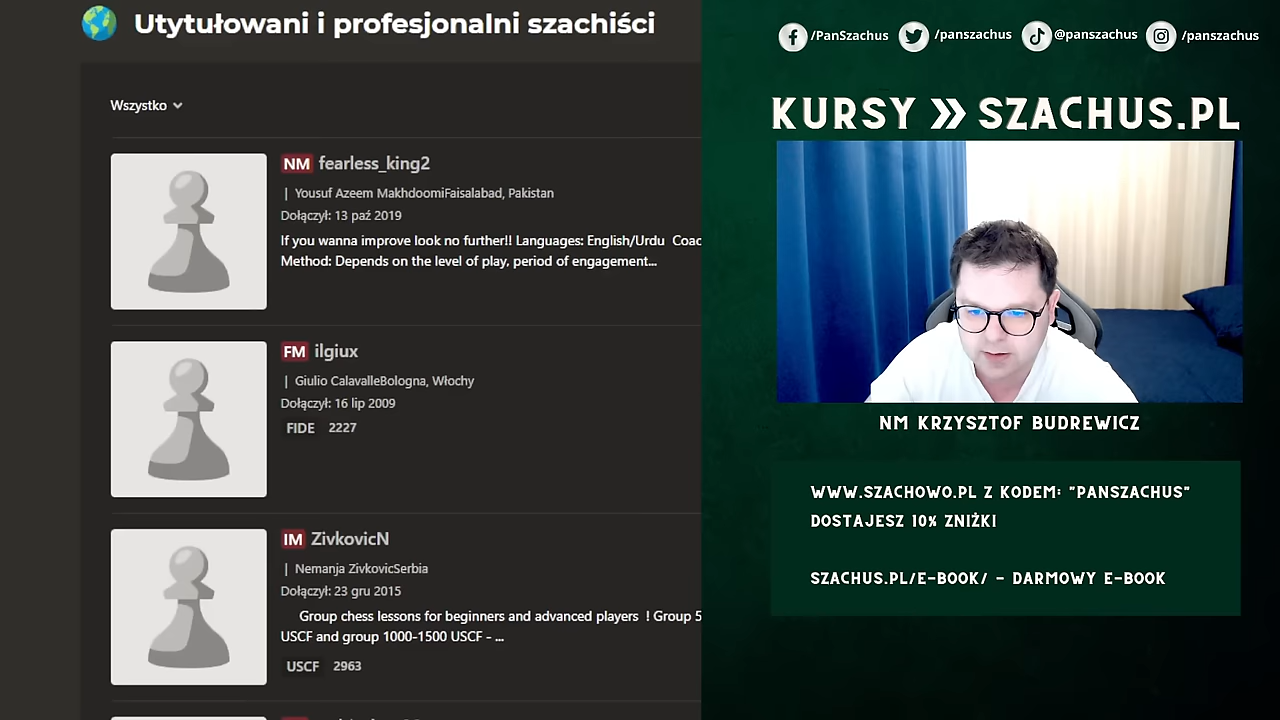 Utytułowani i profesjonalni szachiści
Wszystko
NM fearless_king2
| Yousuf Azeem MakhdoomiFaisalabad, Pakistan
Dołączył: 13 paź 2019
If you wanna improve look no further!! Languages: English/Urdu Coac
Method: Depends on the level of play, period of engagement...
FM ilgiux
| Giulio CalavalleBologna, Włochy
Dołączył: 16 lip 2009
FIDE 2227
IM ZivkovicN
| Nemanja ZivkovicSerbia
Dołączył: 23 gru 2015
Group chess lessons for beginners and advanced players ! Group 5
USCF and group 1000-1500 USCF - ...
USCF 2963
/PanSzachus /panszachus @panszachus /panszachus
KURSY » SZACHUS.PL
NM KRZYSZTOF BUDREWICZ
WWW.SZACHOWO.PL Z KODEM: "PANSZACHUS"
DOSTAJESZ 10% ZNIŻKI
SZACHUS.PL/E-BOOK/ - DARMOWY E-BOOK